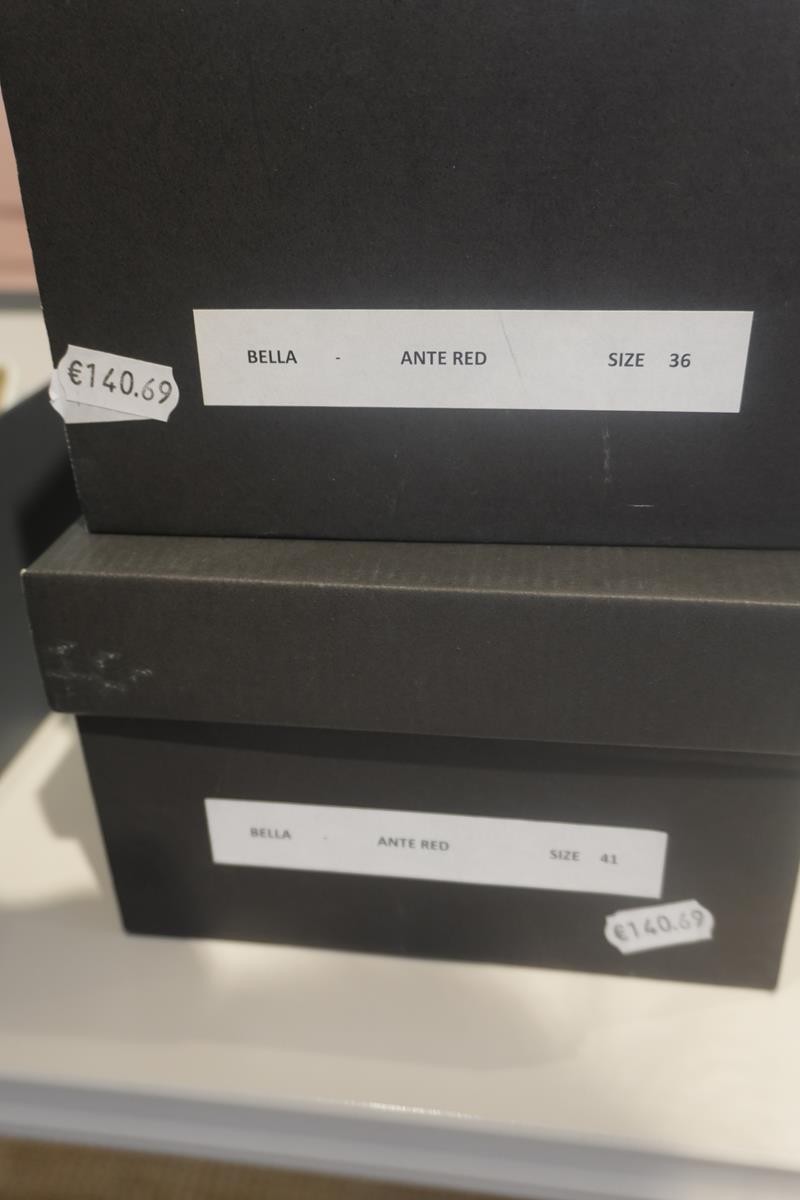 BELLA - ANTE RED SIZE 36
€140.69
BELLA - ANTE RED SIZE 41
€140.69